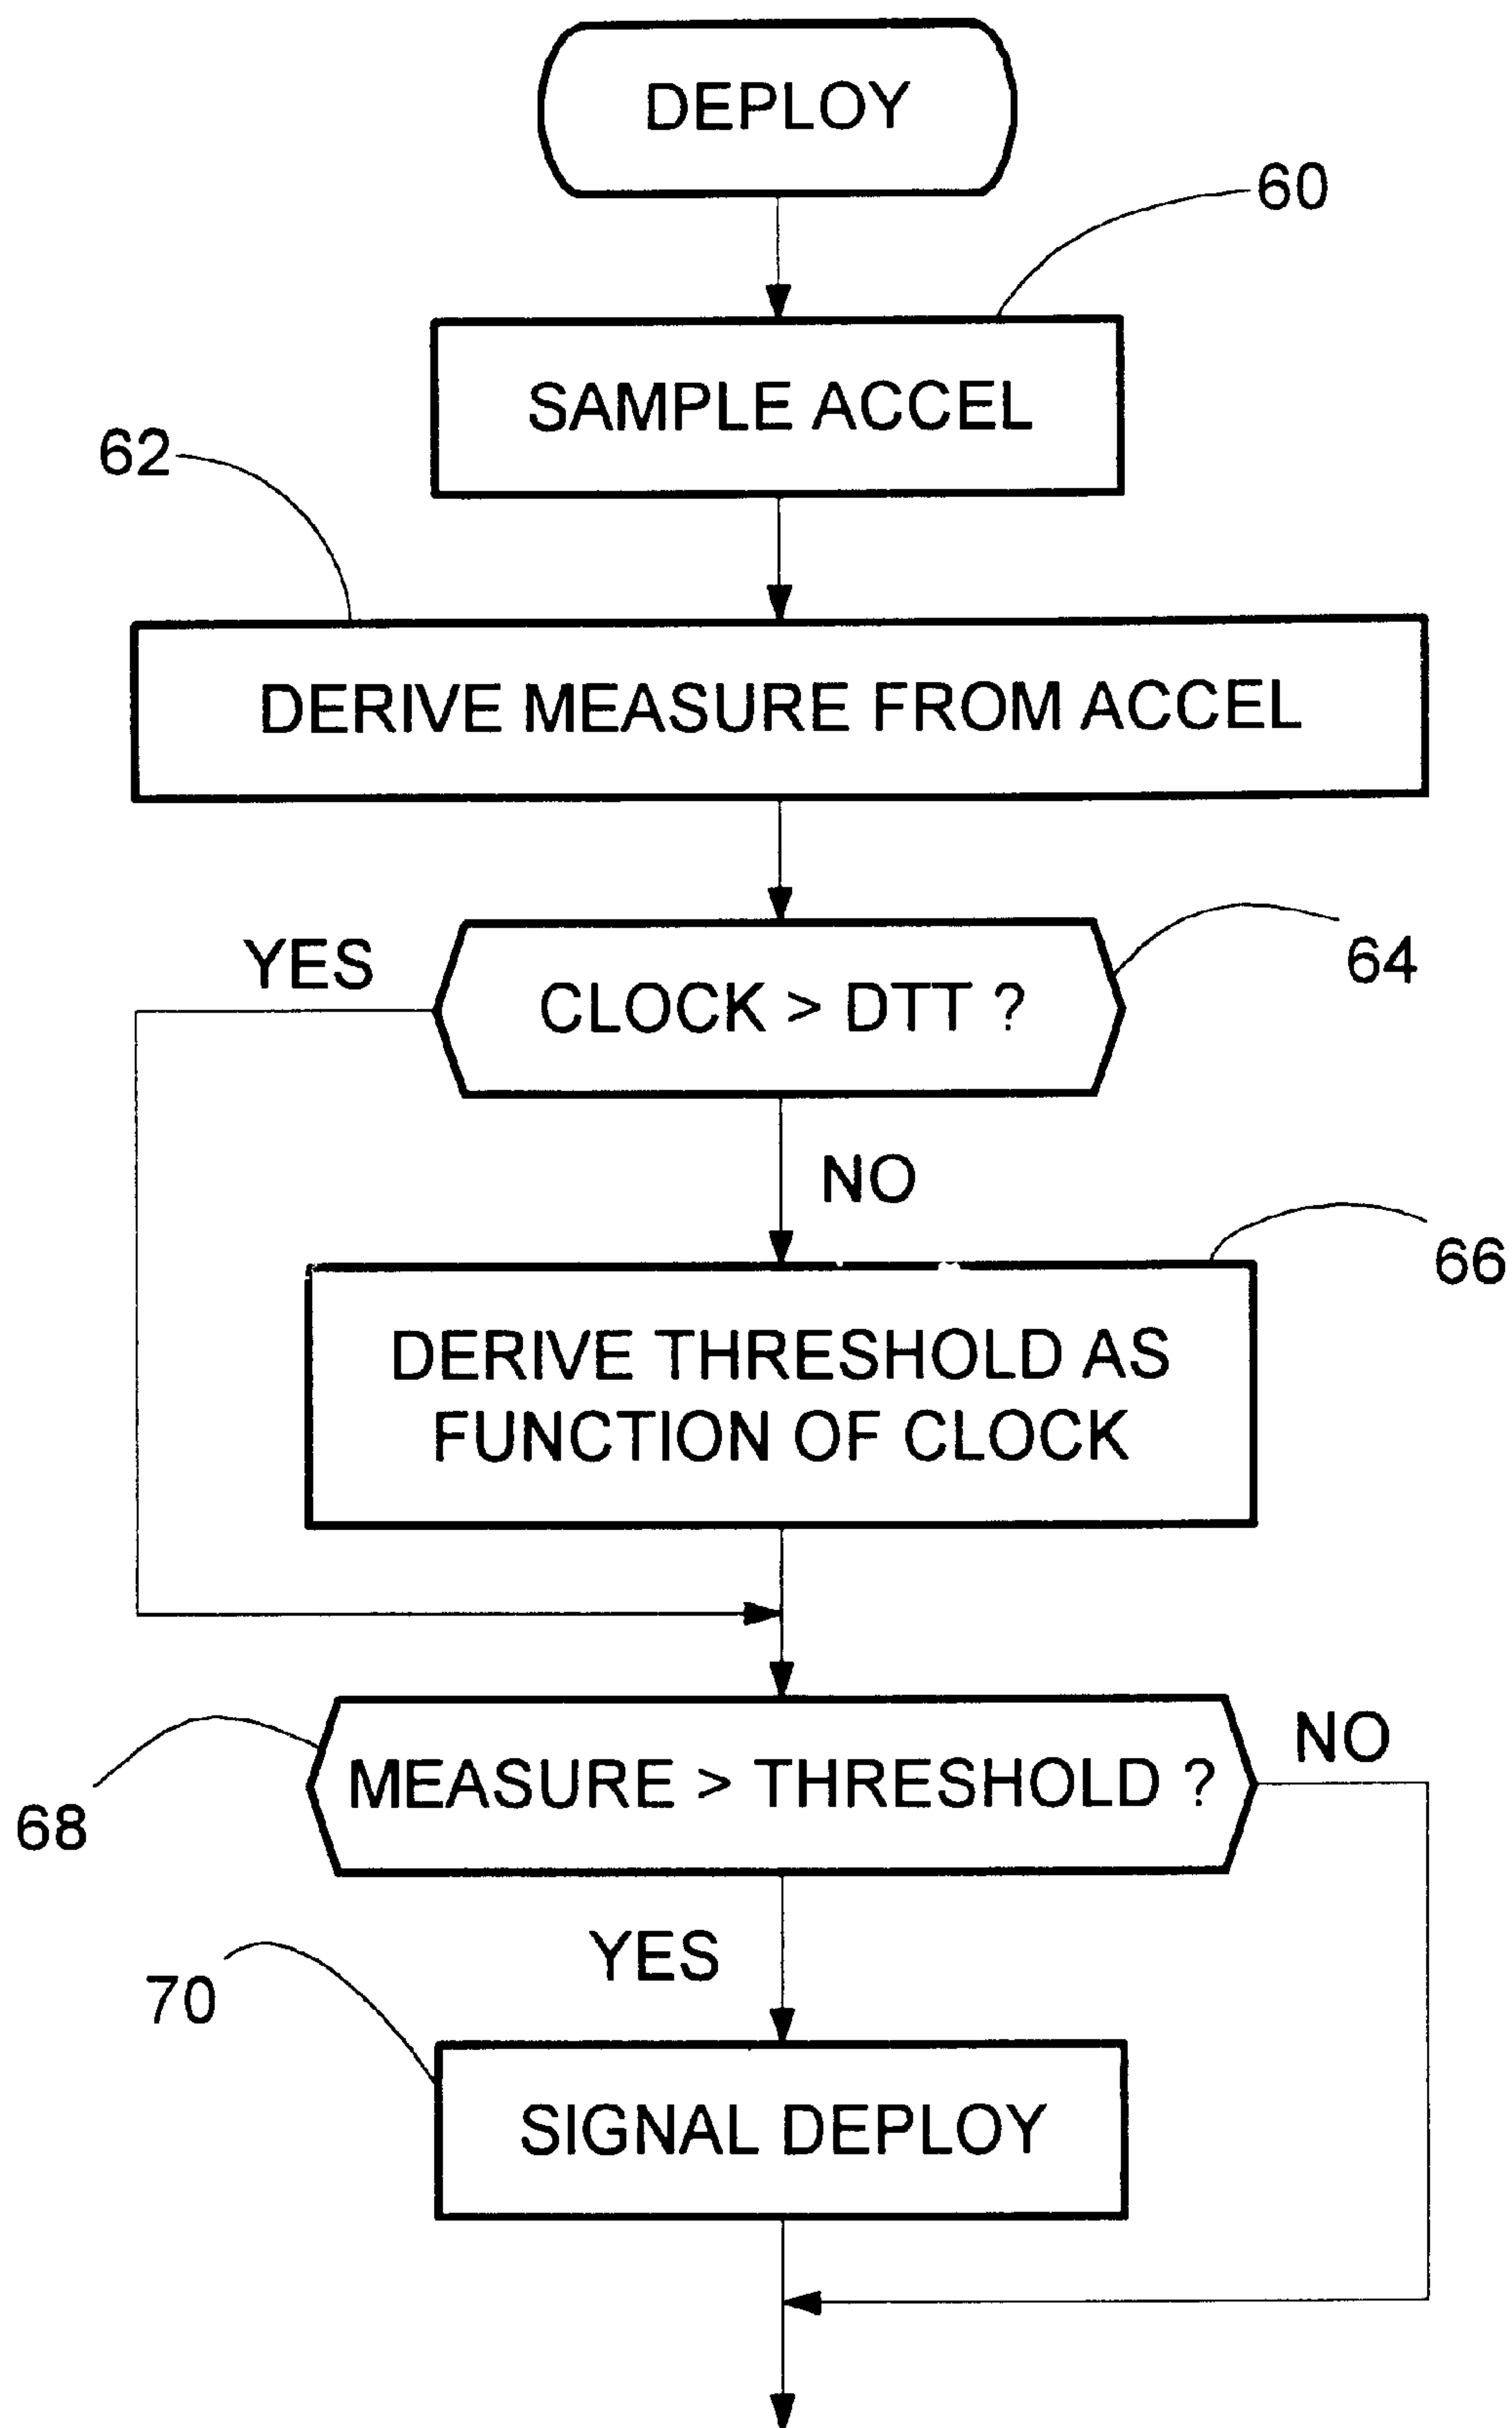 DEPLOY
60
SAMPLE ACCEL
62
DERIVE MEASURE FROM ACCEL
64
YES
CLOCK > DTT ?
NO
66
DERIVE THRESHOLD AS
FUNCTION OF CLOCK
NO
MEASURE > THRESHOLD ?
68
YES
70
SIGNAL DEPLOY